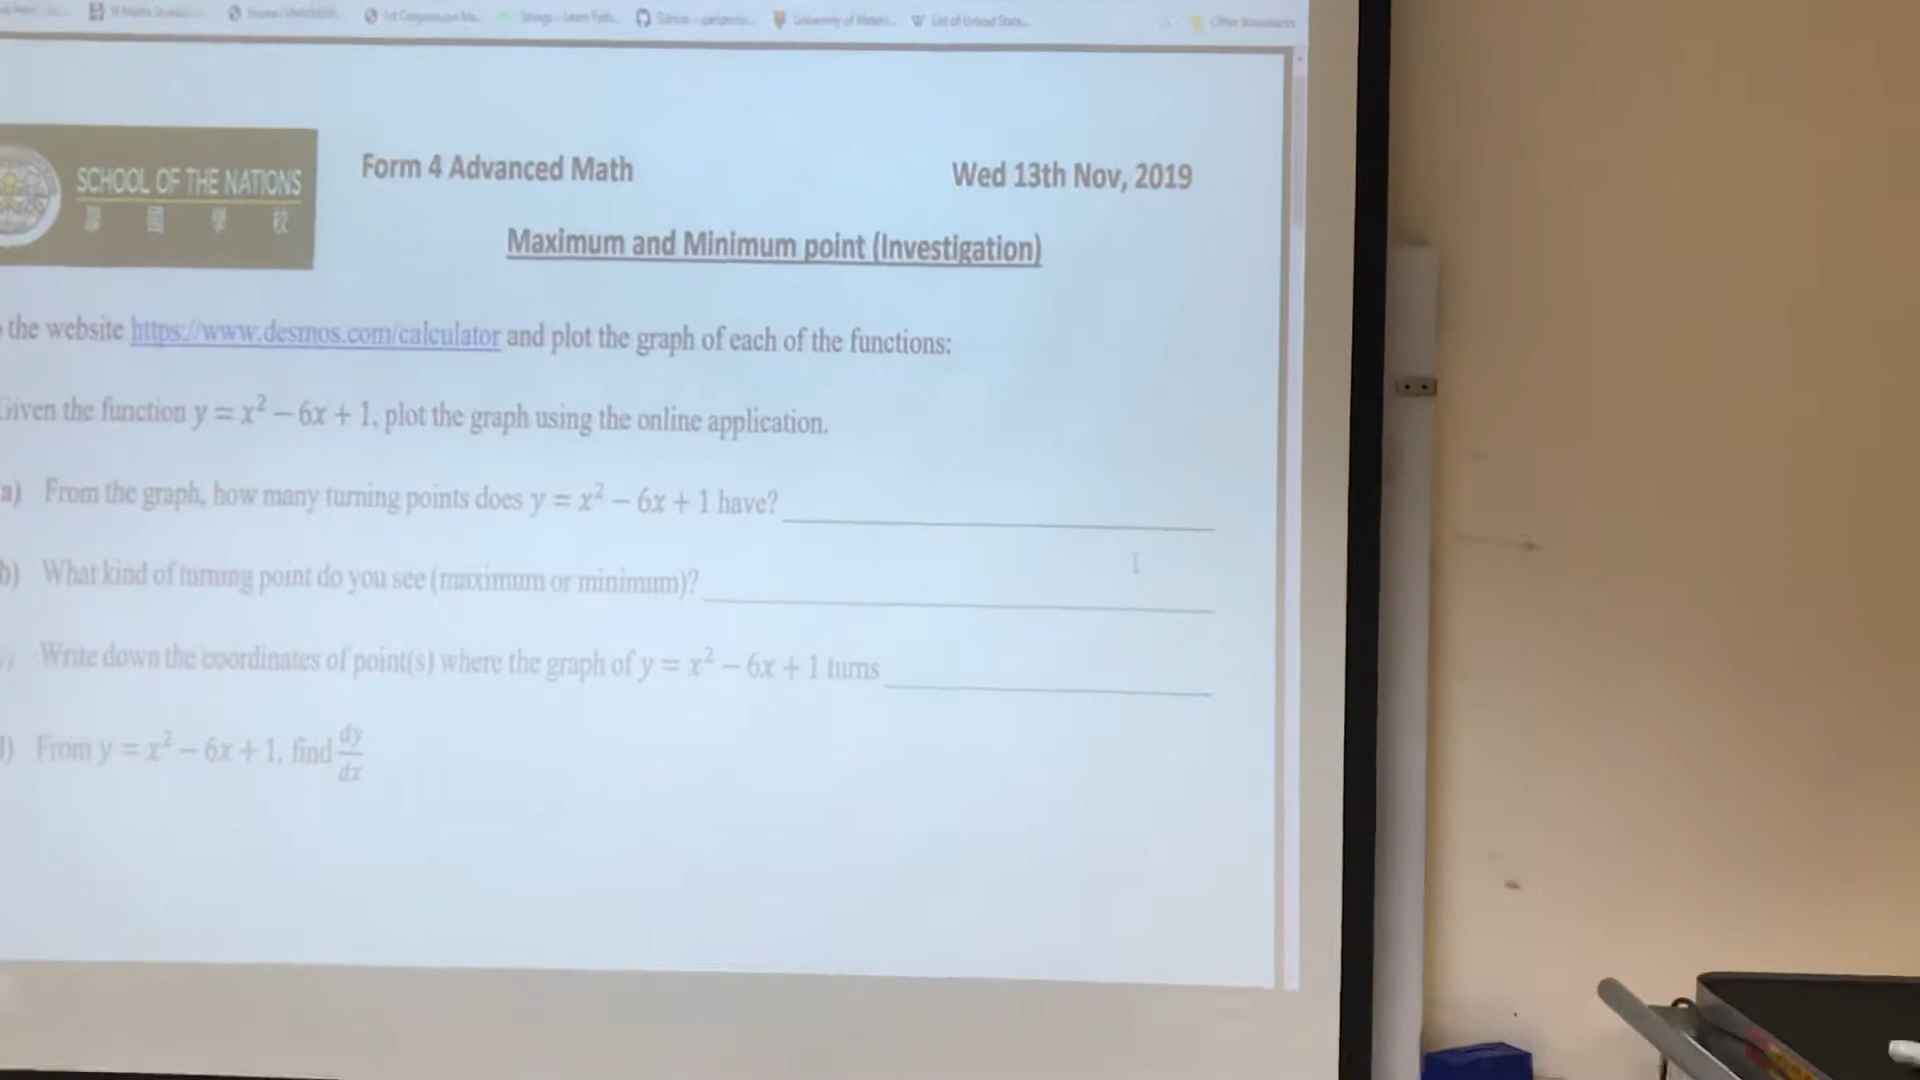 SCHOOL OF THE NATIONS
國 學 校
Form 4 Advanced Math
Wed 13th Nov, 2019
Maximum and Minimum point (Investigation)
the website https://www.desmos.com/calculator and plot the graph of each of the functions:
Given the function y = x² − 6x + 1, plot the graph using the online application.
a) From the graph, how many turning points does y = x² − 6x + 1 have?
b) What kind of turning point do you see (maximum or minimum)?
Write down the coordinates of point(s) where the graph of y = x² − 6x + 1 turns
d) From y = x² − 6x + 1, find dy/dx